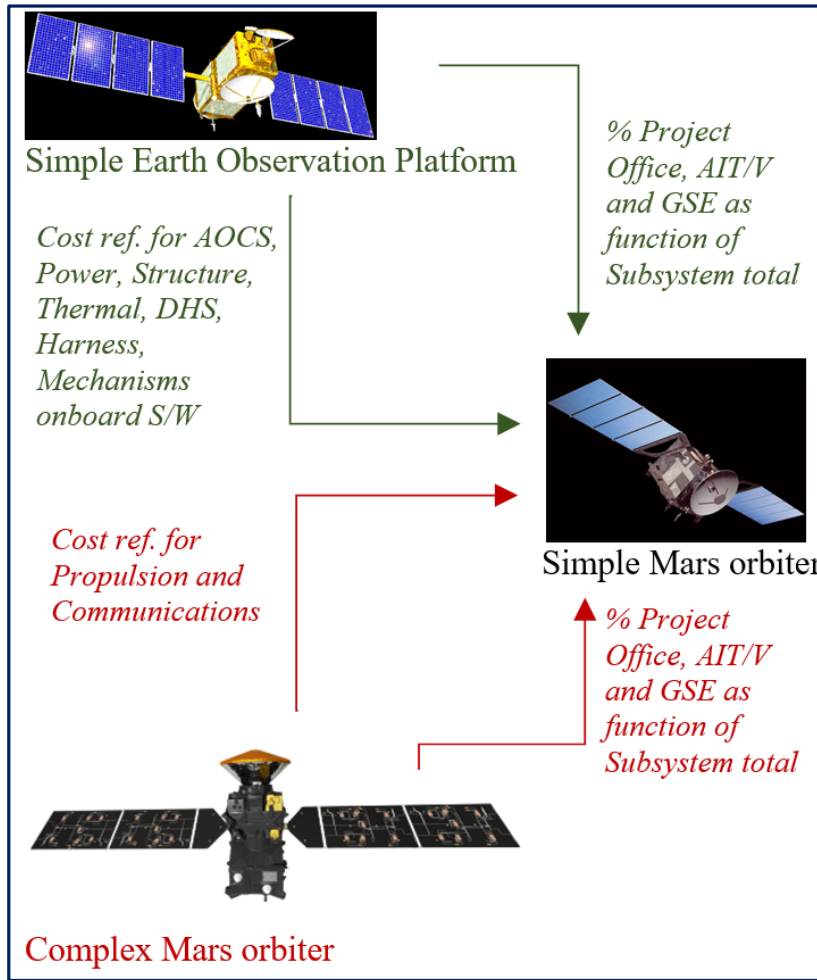 Simple Earth Observation Platform
Cost ref. for AOCS,
Power, Structure,
Thermal, DHS,
Harness,
Mechanisms
onboard S/W
% Project
Office, AIT/V
and GSE as
function of
Subsystem total
Simple Mars orbiter
Cost ref. for
Propulsion and
Communications
% Project
Office, AIT/V
and GSE as
function of
Subsystem total
Complex Mars orbiter